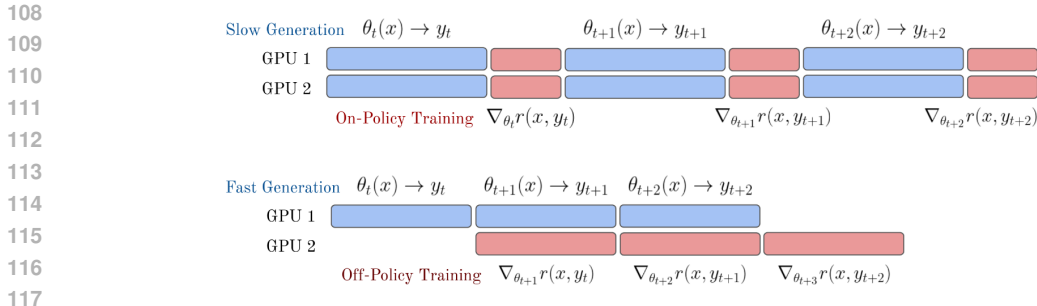 108
Slow Generation θ_t(x) → y_t θ_{t+1}(x) → y_{t+1} θ_{t+2}(x) → y_{t+2}
109
GPU 1
110
GPU 2
111
On-Policy Training ∇_{θ_t} r(x, y_t) ∇_{θ_{t+1}} r(x, y_{t+1}) ∇_{θ_{t+2}} r(x, y_{t+2})
112
113
Fast Generation θ_t(x) → y_t θ_{t+1}(x) → y_{t+1} θ_{t+2}(x) → y_{t+2}
114
GPU 1
115
GPU 2
116
Off-Policy Training ∇_{θ_{t+1}} r(x, y_t) ∇_{θ_{t+2}} r(x, y_{t+1}) ∇_{θ_{t+3}} r(x, y_{t+2})
117